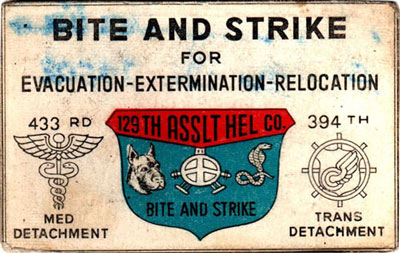 BITE AND STRIKE
FOR
EVACUATION-EXTERMINATION-RELOCATION
433 RD
129TH ASSLT HEL CO.
394 TH
BITE AND STRIKE
MED
DETACHMENT
TRANS
DETACHMENT